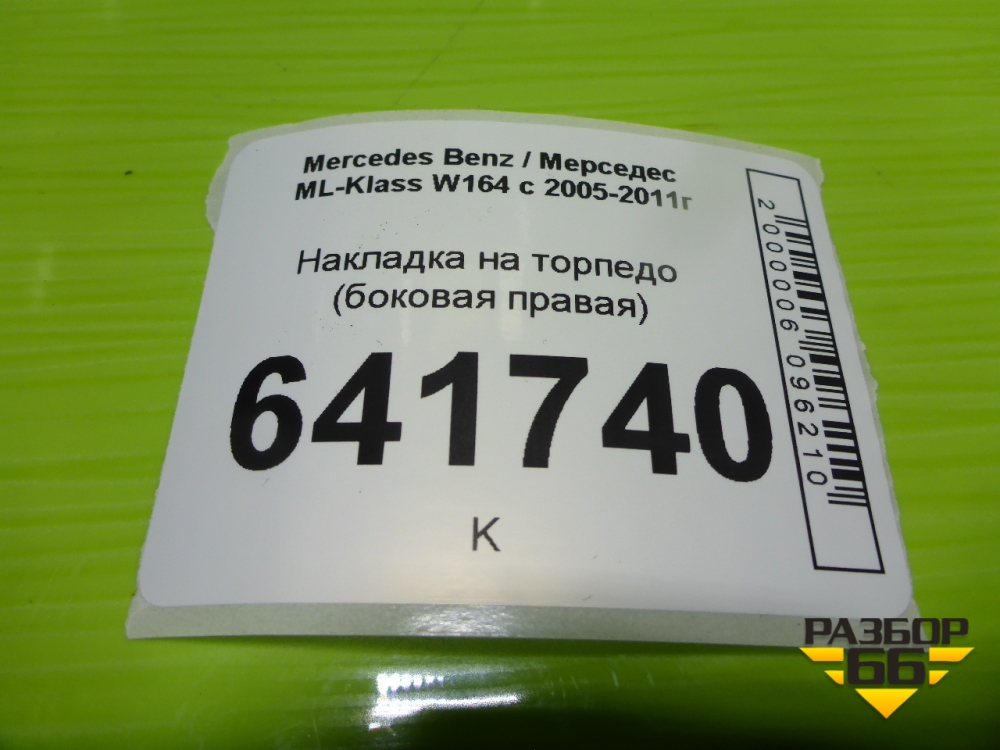 Mercedes Benz / Мерседес
ML-Klass W164 с 2005-2011г
Накладка на торпедо
(боковая правая)
641740
К
2000006096210
РАЗБОР
66